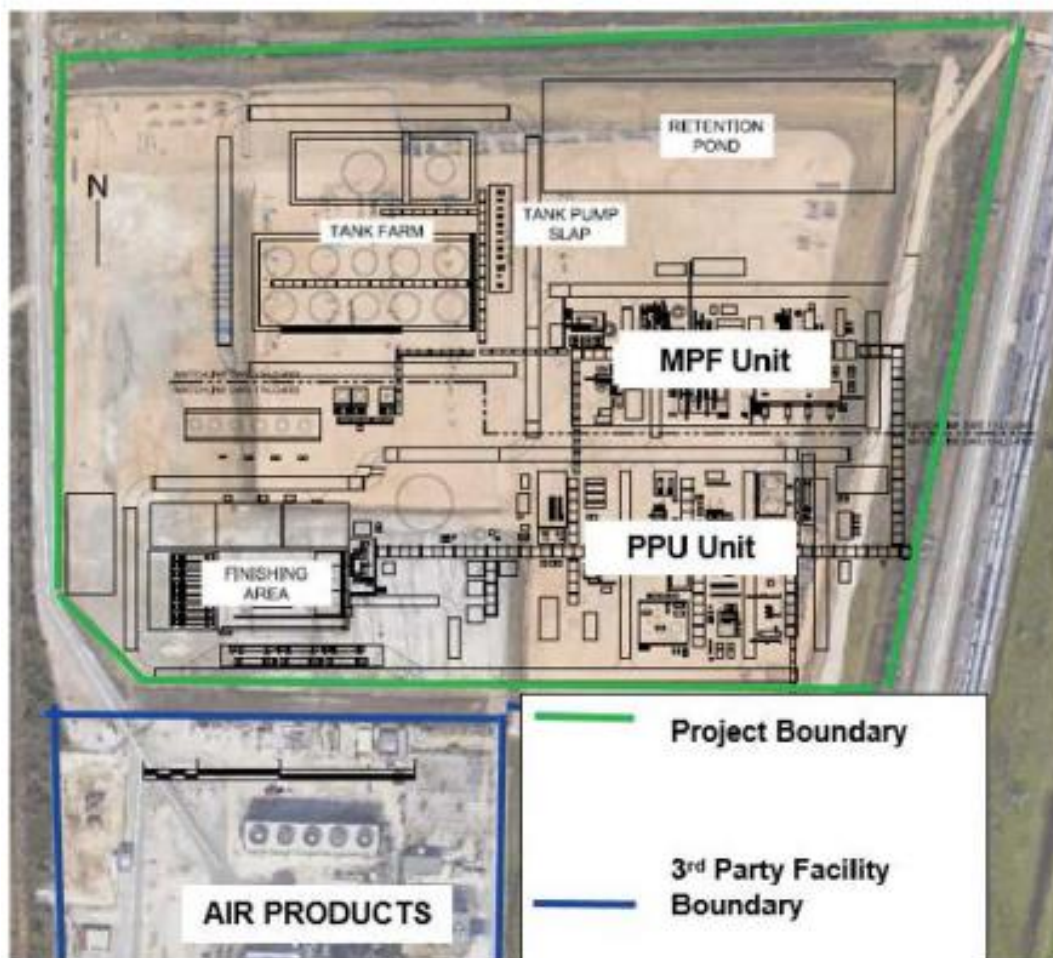 RETENTION
POND
N
TANK PUMP
SLAP
TANK FARM
MPF Unit
PPU Unit
FINISHING
AREA
Project Boundary
3rd Party Facility
Boundary
AIR PRODUCTS